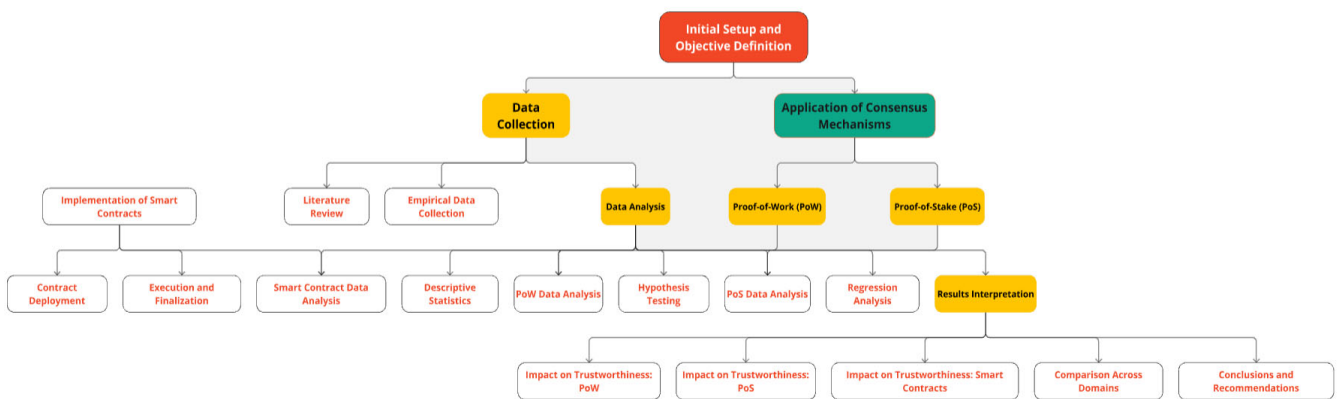 Initial Setup and
Objective Definition
Data
Collection
Application of Consensus
Mechanisms
Implementation of Smart
Contracts
Literature
Review
Empirical Data
Collection
Data Analysis
Proof-of-Work (PoW)
Proof-of-Stake (PoS)
Contract
Deployment
Execution and
Finalization
Smart Contract Data
Analysis
Descriptive
Statistics
PoW Data Analysis
Hypothesis
Testing
PoS Data Analysis
Regression
Analysis
Results Interpretation
Impact on Trustworthiness:
PoW
Impact on Trustworthiness:
PoS
Impact on Trustworthiness: Smart
Contracts
Comparison Across
Domains
Conclusions and
Recommendations